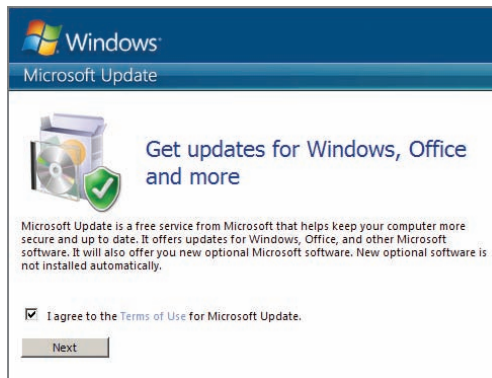 Windows
Microsoft Update
Get updates for Windows, Office
and more
Microsoft Update is a free service from Microsoft that helps keep your computer more
secure and up to date. It offers updates for Windows, Office, and other Microsoft
software. It will also offer you new optional Microsoft software. New optional software is
not installed automatically.
I agree to the Terms of Use for Microsoft Update.
Next